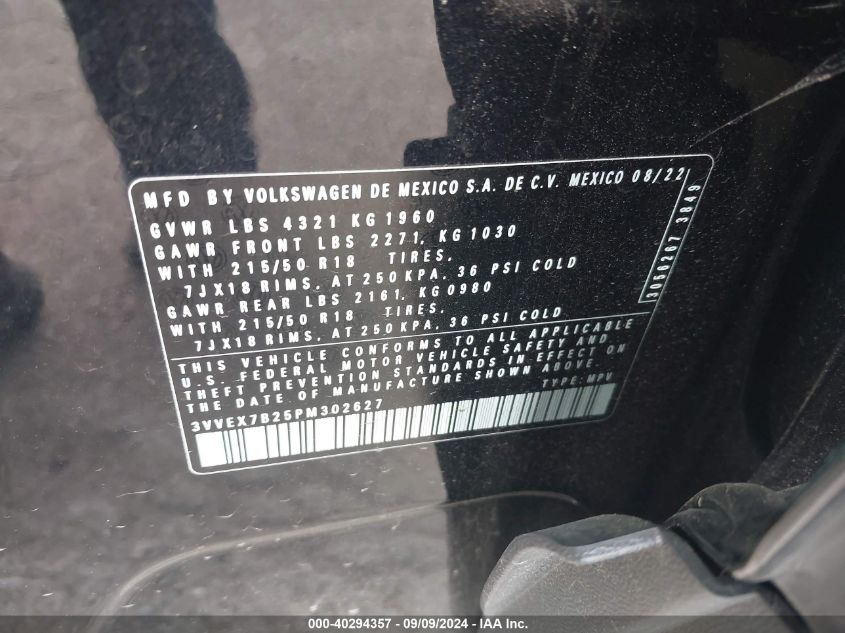 MFD BY VOLKSWAGEN DE MEXICO S.A. DE C.V. MEXICO 08/22
GVWR LBS 4321 KG 1960
GAWR FRONT LBS 2271, KG 1030
WITH 215/50 R18 TIRES,
7JX18 RIMS, AT 250 KPA, 36 PSI COLD
GAWR REAR LBS 2161, KG 0980
WITH 215/50 R18 TIRES,
7JX18 RIMS, AT 250 KPA, 36 PSI COLD
THIS VEHICLE CONFORMS TO ALL APPLICABLE
U.S. FEDERAL MOTOR VEHICLE SAFETY AND
THEFT PREVENTION STANDARDS IN EFFECT ON
THE DATE OF MANUFACTURE SHOWN ABOVE.
TYPE: MPV
3VVEX7B25PM302627
3056267 3849
000-40294357 - 09/09/2024 - IAA Inc.